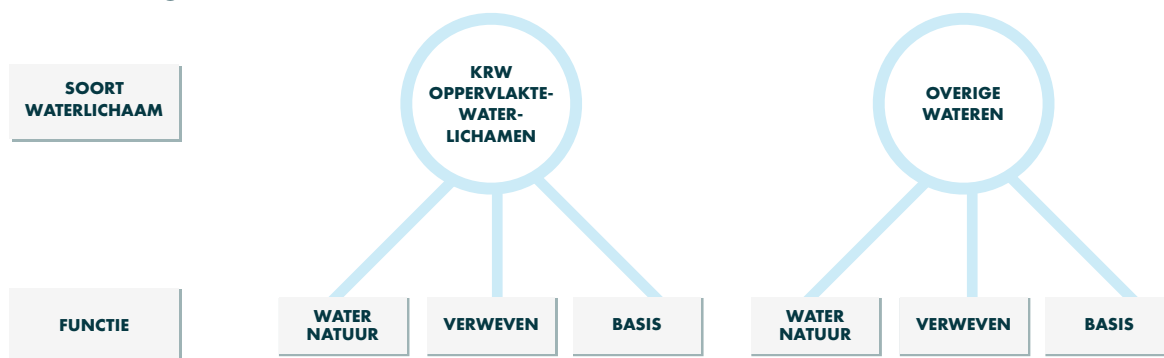 SOORT
WATERLICHAAM
KRW
OPPERVLAKTE-
WATER-
LICHAMEN
OVERIGE
WATEREN
FUNCTIE
WATER
NATUUR
VERWEVEN
BASIS
WATER
NATUUR
VERWEVEN
BASIS